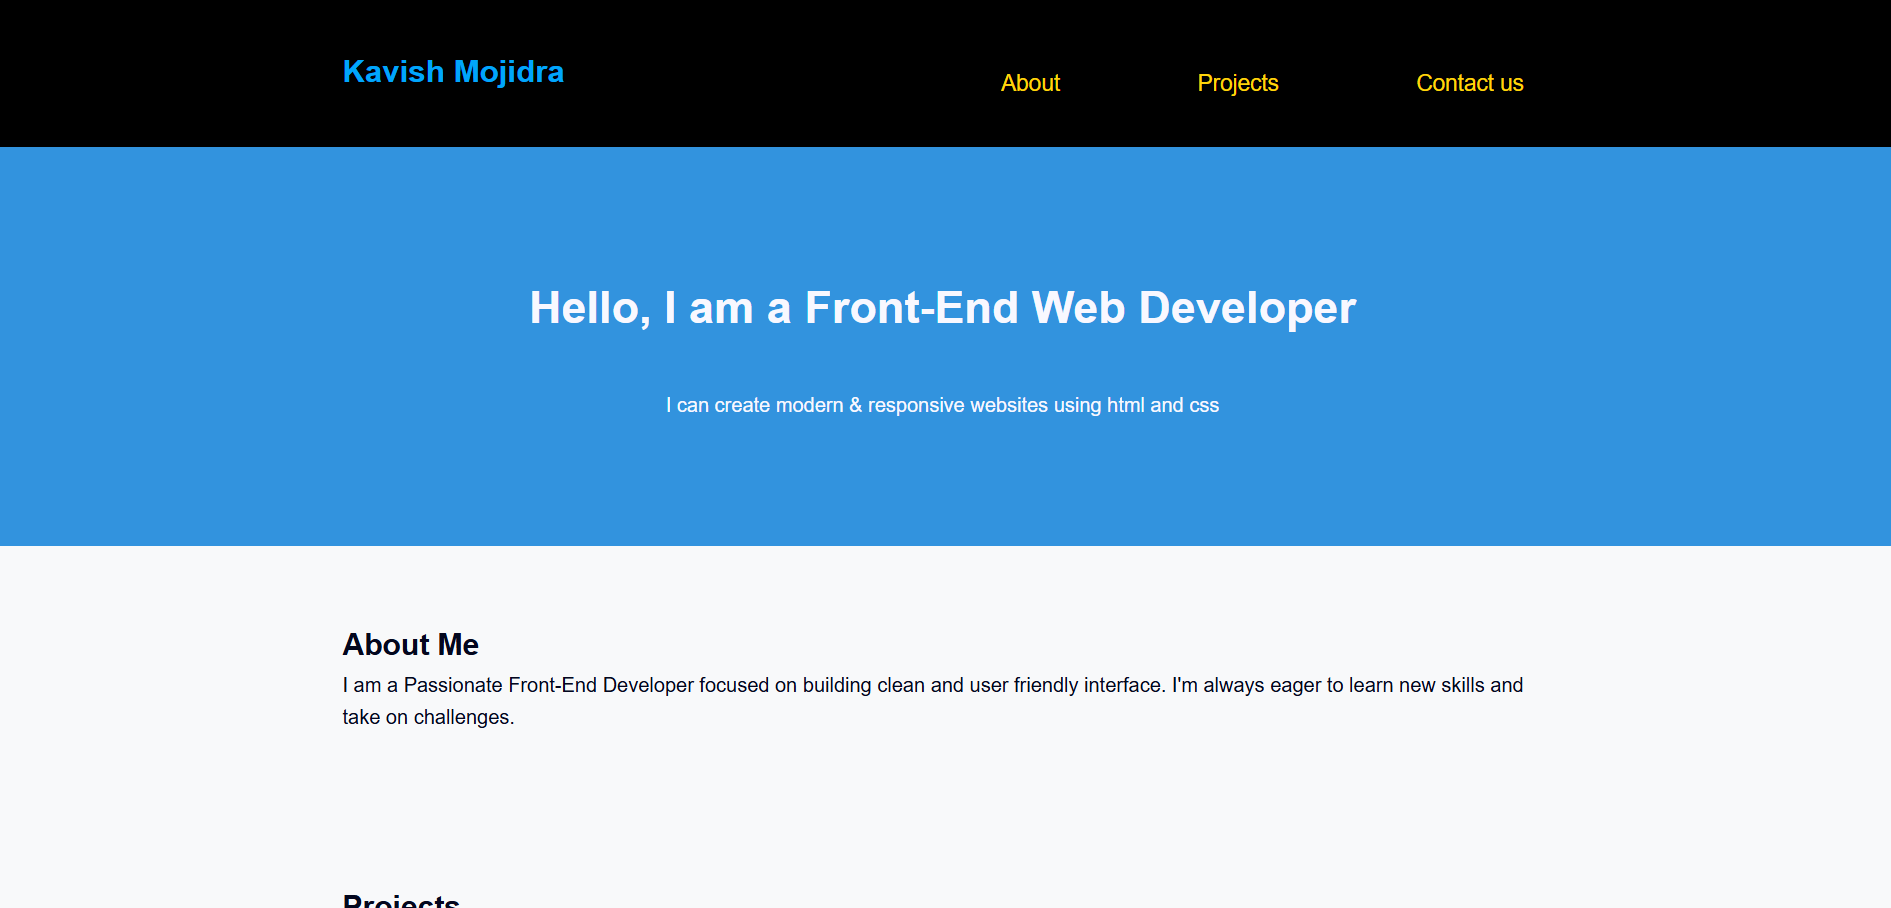 Kavish Mojidra
About
Projects
Contact us
Hello, I am a Front-End Web Developer
I can create modern & responsive websites using html and css
About Me
I am a Passionate Front-End Developer focused on building clean and user friendly interface. I'm always eager to learn new skills and
take on challenges.
Projects